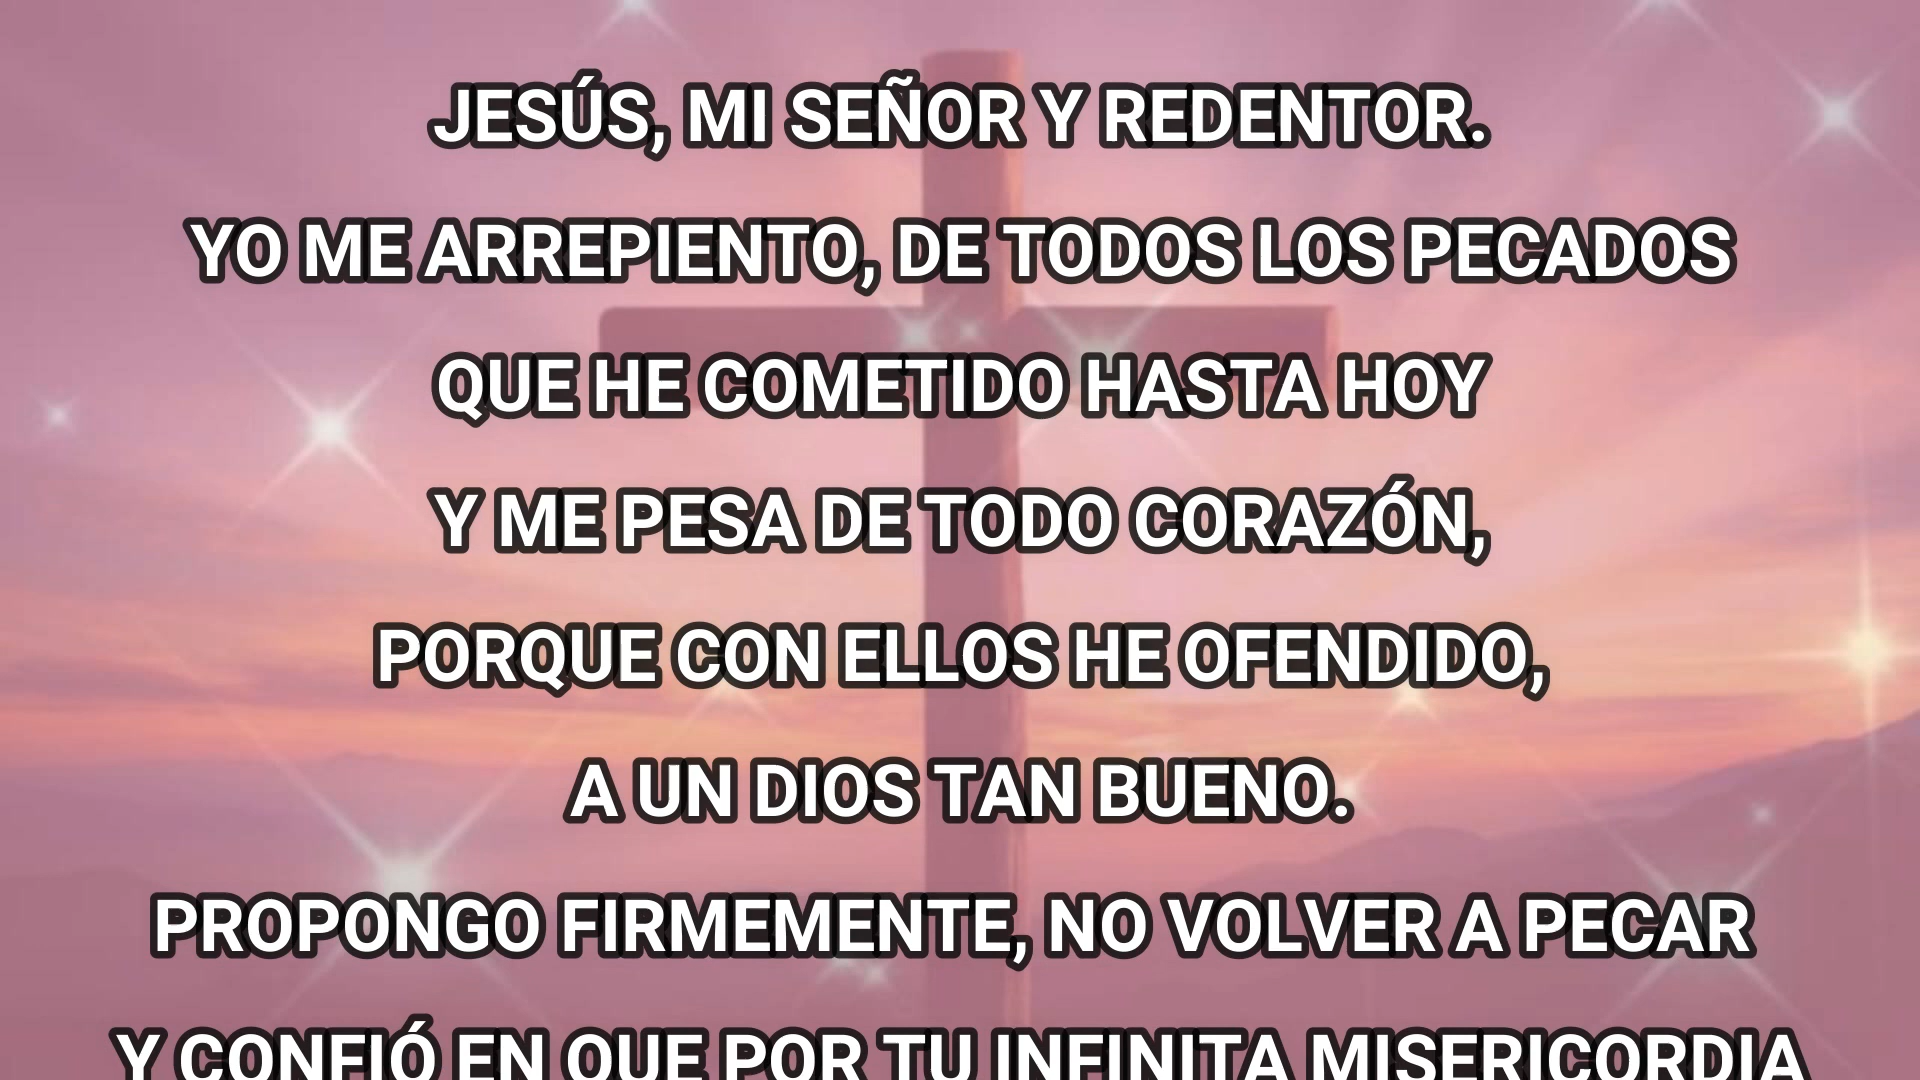 JESÚS, MI SEÑOR Y REDENTOR.
YO ME ARREPIENTO, DE TODOS LOS PECADOS
QUE HE COMETIDO HASTA HOY
Y ME PESA DE TODO CORAZÓN,
PORQUE CON ELLOS HE OFENDIDO,
A UN DIOS TAN BUENO.
PROPONGO FIRMEMENTE, NO VOLVER A PECAR
Y CONFIÓ EN QUE POR TU INFINITA MISERICORDIA